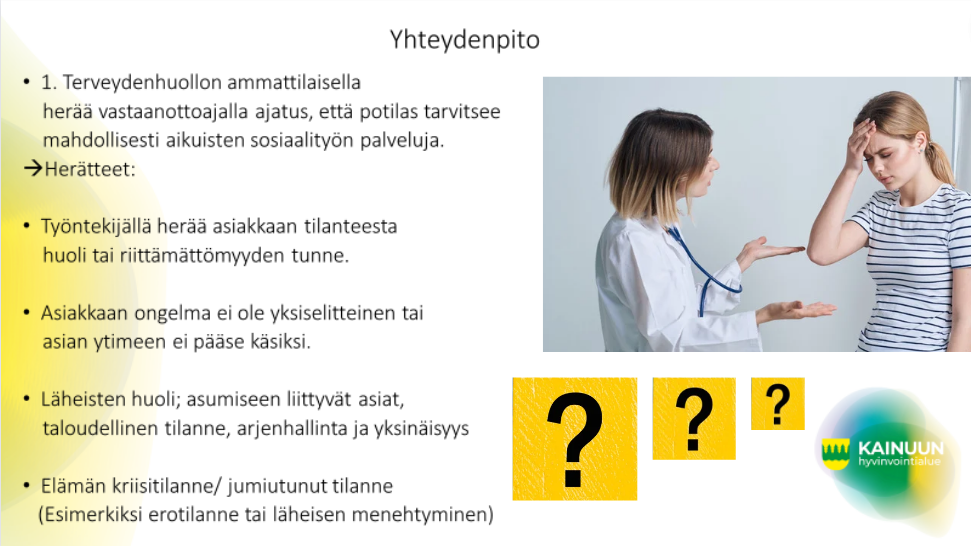 Yhteydenpito
• 1. Terveydenhuollon ammattilaisella
herää vastaanottoajalla ajatus, että potilas tarvitsee
mahdollisesti aikuisten sosiaalityön palveluja.
→Herätteet:
• Työntekijällä herää asiakkaan tilanteesta
huoli tai riittämättömyyden tunne.
• Asiakkaan ongelma ei ole yksiselitteinen tai
asian ytimeen ei pääse käsiksi.
• Läheisten huoli; asumiseen liittyvät asiat,
taloudellinen tilanne, arjenhallinta ja yksinäisyys
• Elämän kriisitilanne/ jumiutunut tilanne
(Esimerkiksi erotilanne tai läheisen menehtyminen)
? ? ?
KAINUUN
hyvinvointialue